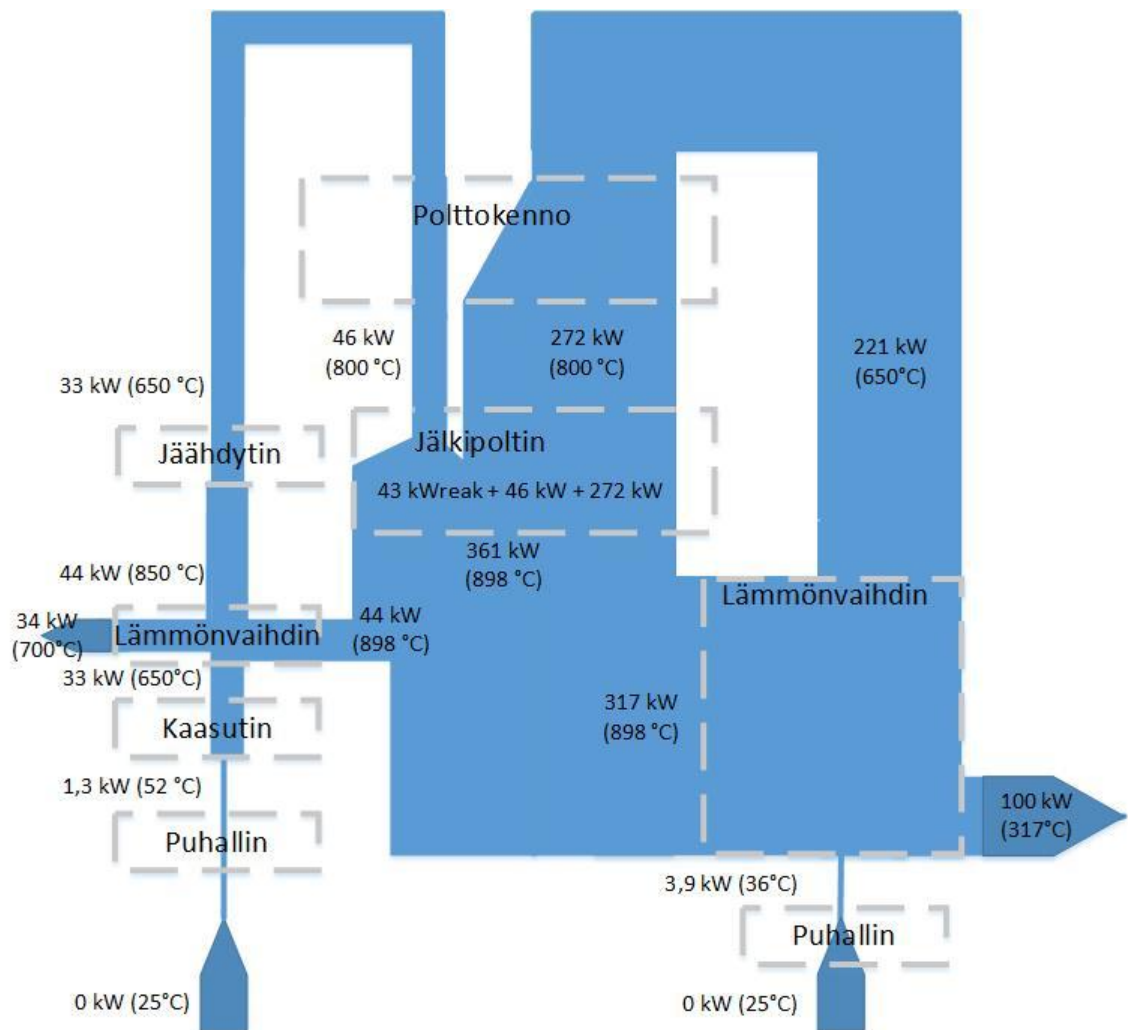 Polttokenno
46 kW
(800 °C)
272 kW
(800 °C)
221 kW
(650°C)
33 kW (650 °C)
Jäähdytin
Jälkipoltin
43 kWreak + 46 kW + 272 kW
361 kW
(898 °C)
44 kW (850 °C)
Lämmönvaihdin
34 kW
(700°C)
Lämmönvaihdin
44 kW
(898 °C)
33 kW (650°C)
317 kW
(898 °C)
Kaasutin
1,3 kW (52 °C)
100 kW
(317°C)
Puhallin
3,9 kW (36°C)
Puhallin
0 kW (25°C)
0 kW (25°C)